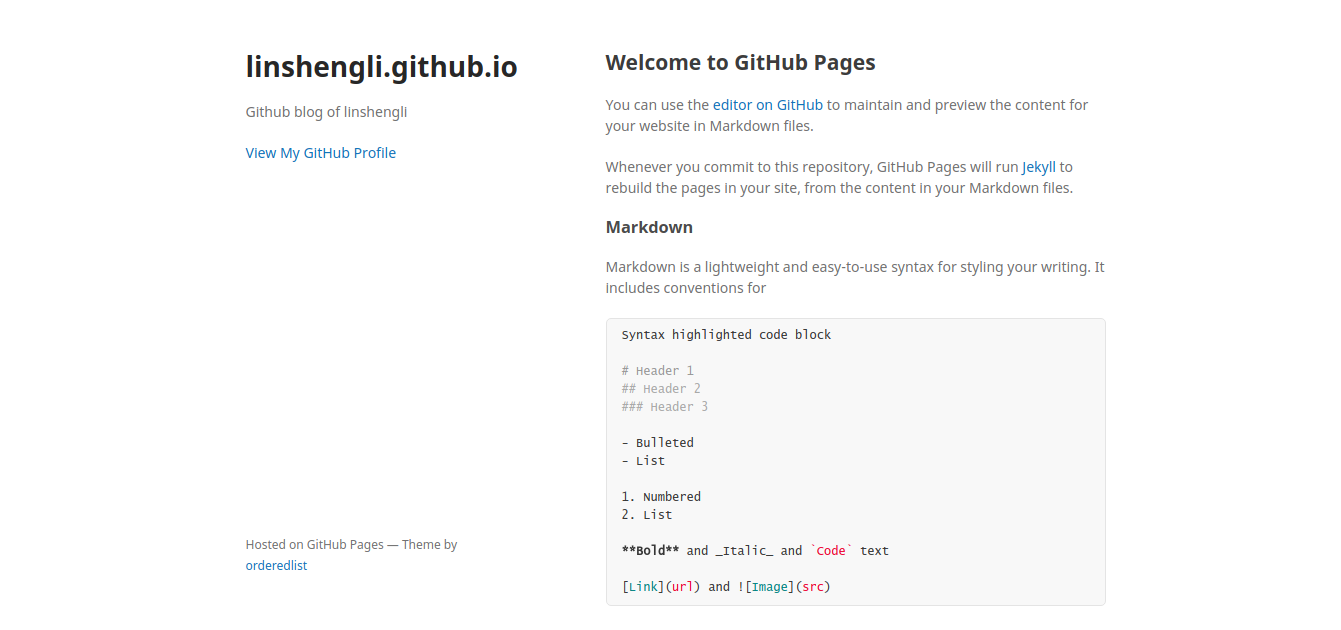 linshengli.github.io
Github blog of linshengli
View My GitHub Profile
Hosted on GitHub Pages — Theme by
orderedlist
Welcome to GitHub Pages
You can use the editor on GitHub to maintain and preview the content for
your website in Markdown files.
Whenever you commit to this repository, GitHub Pages will run Jekyll to
rebuild the pages in your site, from the content in your Markdown files.
Markdown
Markdown is a lightweight and easy-to-use syntax for styling your writing. It
includes conventions for
Syntax highlighted code block
# Header 1
## Header 2
### Header 3
- Bulleted
- List
1. Numbered
2. List
**Bold** and _Italic_ and `Code` text
[Link](url) and ![Image](src)